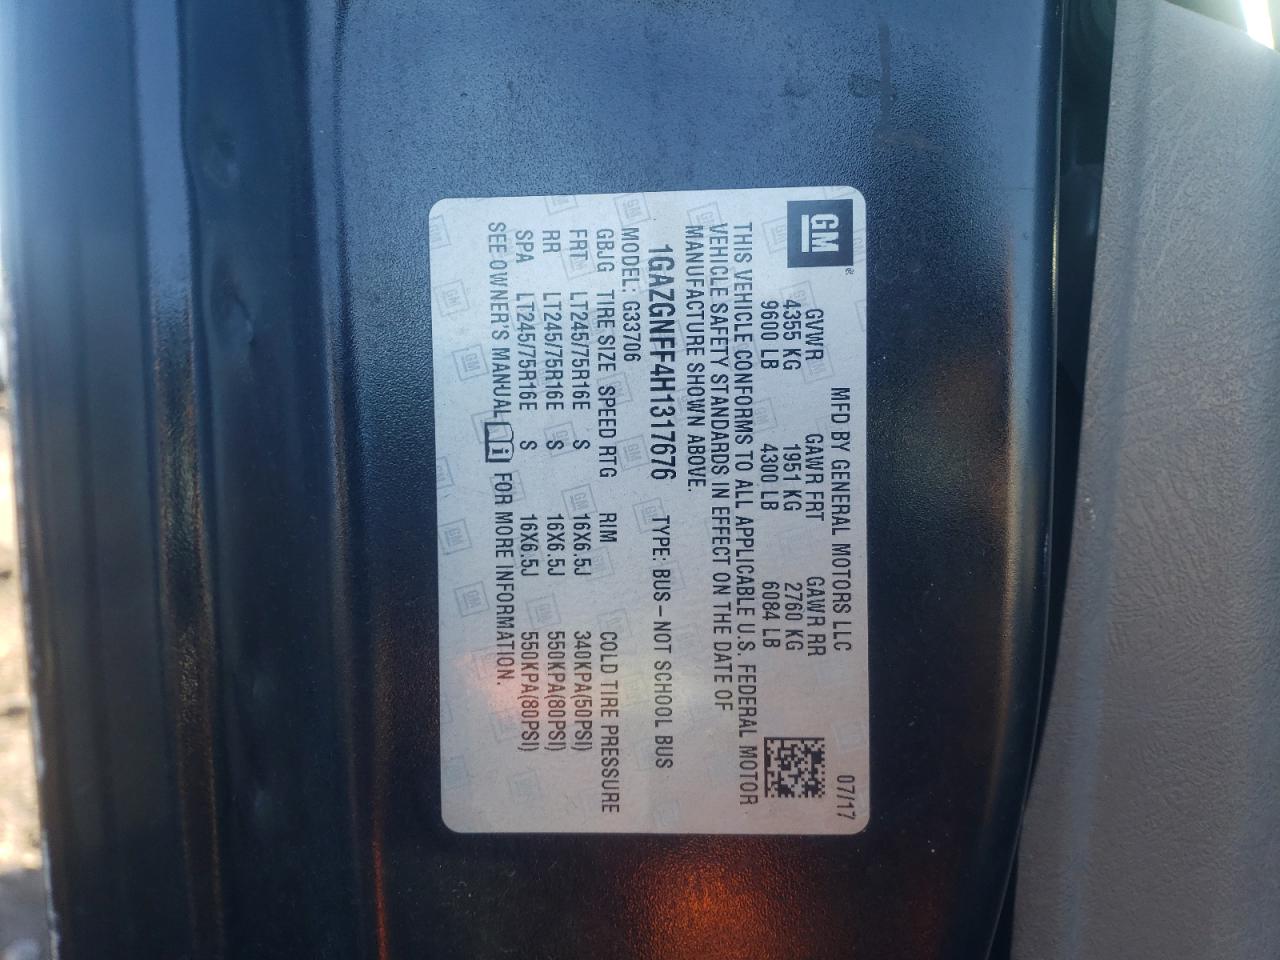 GM®
MFD BY GENERAL MOTORS LLC 07/17
GVWR GAWR FRT GAWR RR
4355 KG 1951 KG 2760 KG
9600 LB 4300 LB 6084 LB
THIS VEHICLE CONFORMS TO ALL APPLICABLE U.S. FEDERAL MOTOR
VEHICLE SAFETY STANDARDS IN EFFECT ON THE DATE OF
MANUFACTURE SHOWN ABOVE.
1GAZGNFF4H1317676 TYPE: BUS – NOT SCHOOL BUS
MODEL: G33706
GBJG TIRE SIZE SPEED RTG RIM COLD TIRE PRESSURE
FRT LT245/75R16E S 16X6.5J 340KPA(50PSI)
RR LT245/75R16E S 16X6.5J 550KPA(80PSI)
SPA LT245/75R16E S 16X6.5J 550KPA(80PSI)
SEE OWNER'S MANUAL i FOR MORE INFORMATION.